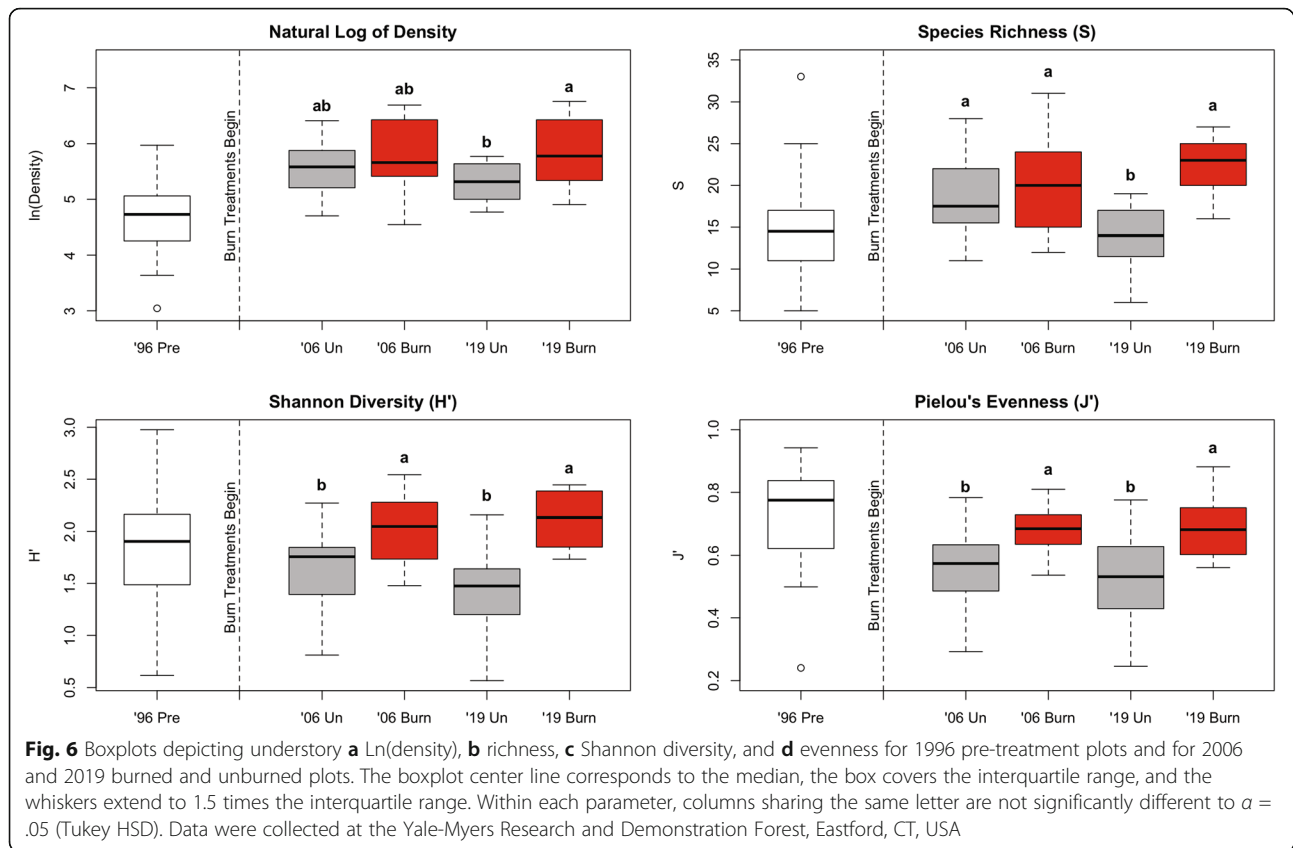 Natural Log of Density
ln(Density)
7
6
5
4
3
Burn Treatments Begin
ab
ab
b
a
'96 Pre
'06 Un
'06 Burn
'19 Un
'19 Burn
Species Richness (S)
S
35
30
25
20
15
10
5
Burn Treatments Begin
a
a
b
a
'96 Pre
'06 Un
'06 Burn
'19 Un
'19 Burn
Shannon Diversity (H')
H'
3.0
2.5
2.0
1.5
1.0
0.5
Burn Treatments Begin
b
a
b
a
'96 Pre
'06 Un
'06 Burn
'19 Un
'19 Burn
Pielou's Evenness (J')
J'
1.0
0.8
0.6
0.4
0.2
Burn Treatments Begin
b
a
b
a
'96 Pre
'06 Un
'06 Burn
'19 Un
'19 Burn
Fig. 6 Boxplots depicting understory a Ln(density), b richness, c Shannon diversity, and d evenness for 1996 pre-treatment plots and for 2006
and 2019 burned and unburned plots. The boxplot center line corresponds to the median, the box covers the interquartile range, and the
whiskers extend to 1.5 times the interquartile range. Within each parameter, columns sharing the same letter are not significantly different to α =
.05 (Tukey HSD). Data were collected at the Yale-Myers Research and Demonstration Forest, Eastford, CT, USA